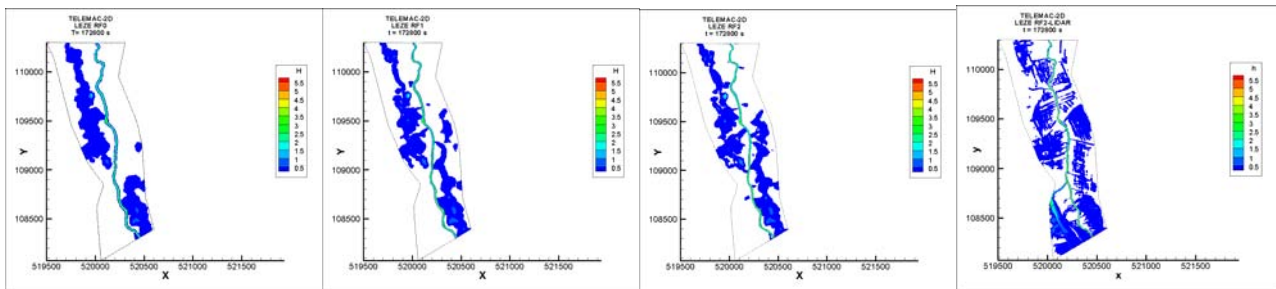 TELEMAC-2D
LEZE RF0
T= 172800 s
H
5.5
5
4.5
4
3.5
3
2.5
2
1.5
1
0.5
Y
110000
109500
109000
108500
519500 520000 520500 521000 521500
X
TELEMAC-2D
LEZE RF1
t = 172800 s
H
5.5
5
4.5
4
3.5
3
2.5
2
1.5
1
0.5
Y
110000
109500
109000
108500
519500 520000 520500 521000 521500
X
TELEMAC-2D
LEZE RF2
t = 172800 s
H
5.5
5
4.5
4
3.5
3
2.5
2
1.5
1
0.5
Y
110000
109500
109000
108500
519500 520000 520500 521000 521500
X
TELEMAC-2D
LEZE RF2-LIDAR
t = 172800 s
h
5.5
5
4.5
4
3.5
3
2.5
2
1.5
1
0.5
y
110000
109500
109000
108500
519500 520000 520500 521000 521500
x